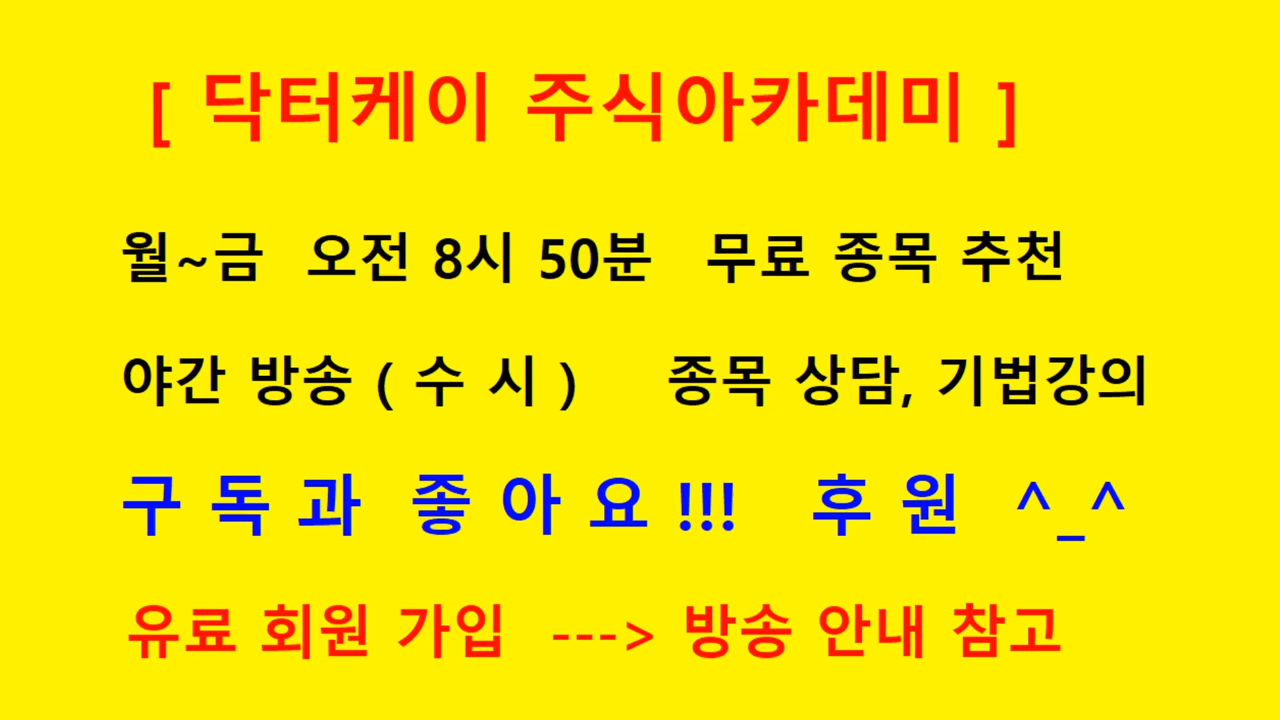 [ 닥터케이 주식아카데미 ]
월~금 오전 8시 50분 무료 종목 추천
야간 방송 ( 수 시 ) 종목 상담, 기법강의
구 독 과 좋 아 요 !!! 후 원 ^_^
유료 회원 가입 ---> 방송 안내 참고